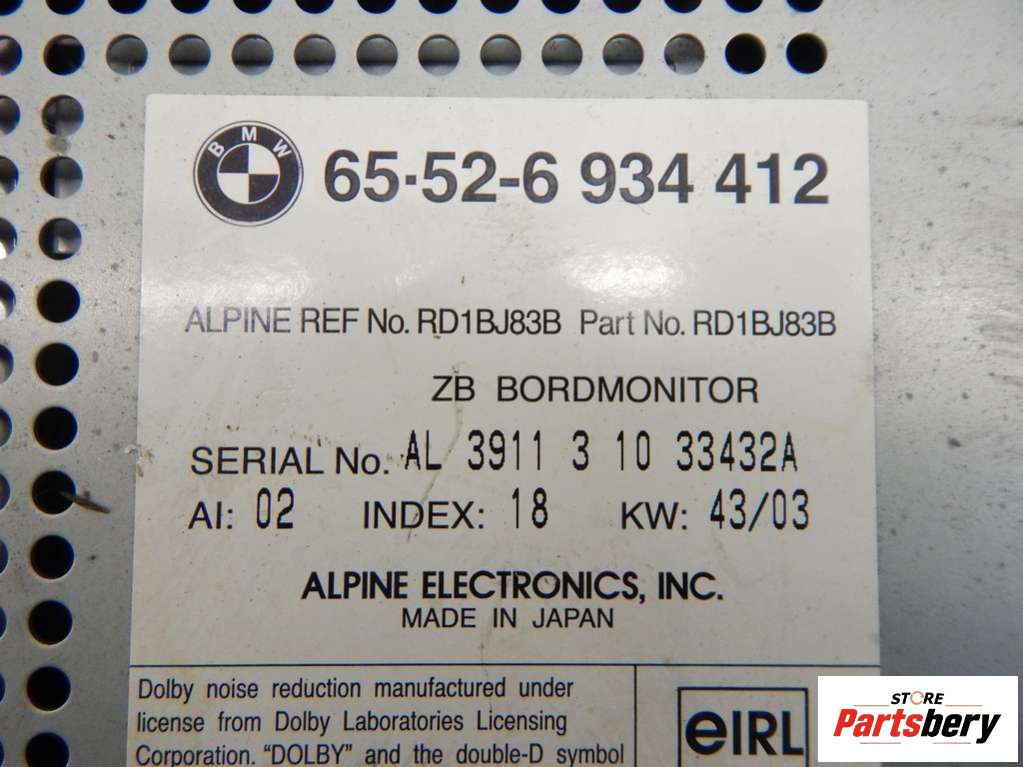 BMW 65·52-6 934 412
ALPINE REF No. RD1BJ83B Part No. RD1BJ83B
ZB BORDMONITOR
SERIAL No. AL 3911 3 10 33432A
AI: 02 INDEX: 18 KW: 43/03
ALPINE ELECTRONICS, INC.
MADE IN JAPAN
Dolby noise reduction manufactured under
license from Dolby Laboratories Licensing
Corporation. "DOLBY" and the double-D symbol
eIRL
STORE
Partsbery